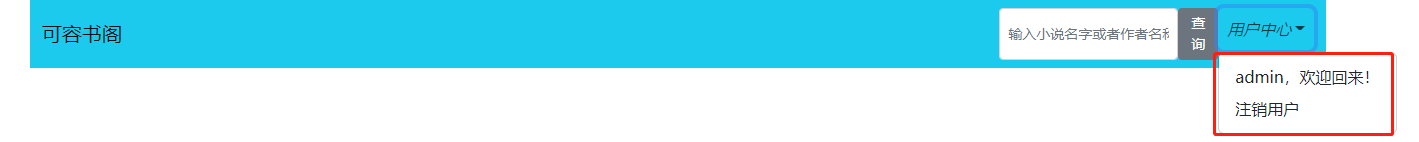 可容书阁
输入小说名字或者作者名称
查
询
用户中心
admin，欢迎回来！
注销用户